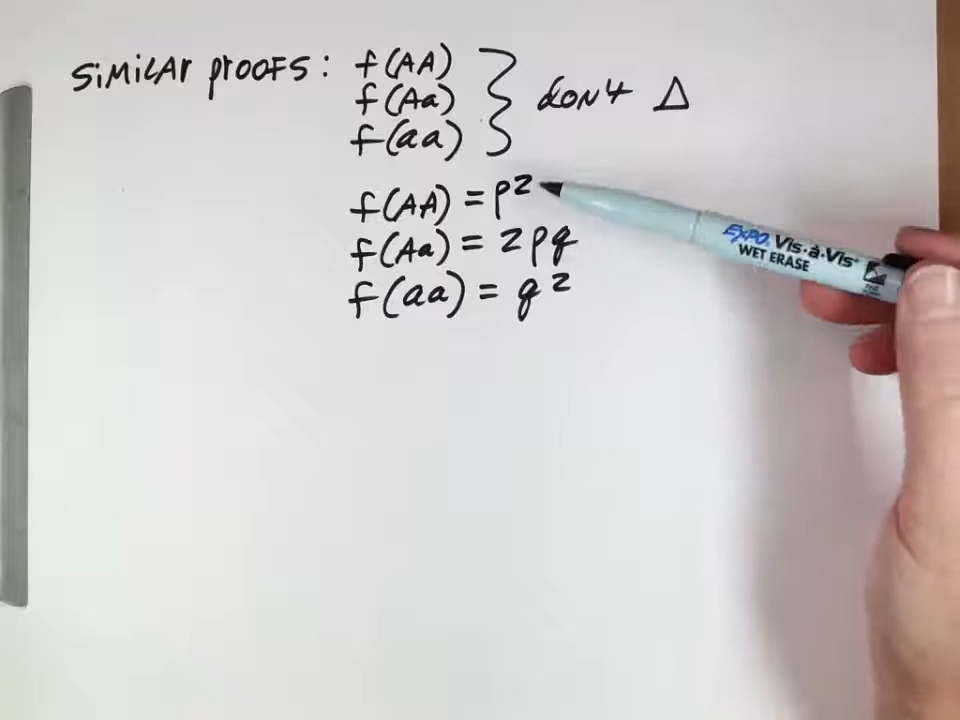 SiMiLAr prooFS: f(AA)
f(Aa)
f(aa)
} don't Δ
f(AA) = p²
f(Aa) = 2pq
f(aa) = q²
EXPO. Vis-à-Vis
WET ERASE